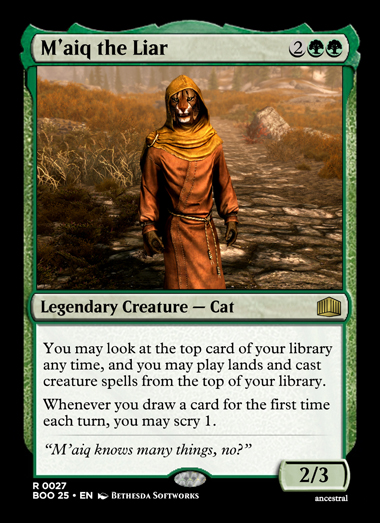 M'aiq the Liar 2
Legendary Creature — Cat
You may look at the top card of your library
any time, and you may play lands and cast
creature spells from the top of your library.
Whenever you draw a card for the first time
each turn, you may scry 1.
“M'aiq knows many things, no?”
2/3
R 0027
BOO 25 • EN BETHESDA SOFTWORKS
ancestral